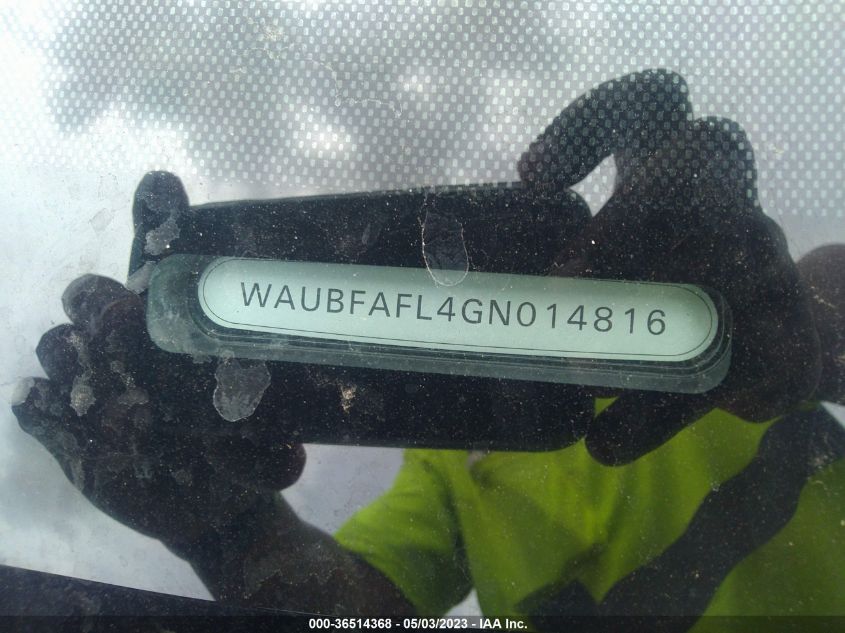 WAUBFAFL4GN014816
000-36514368 - 05/03/2023 - IAA Inc.